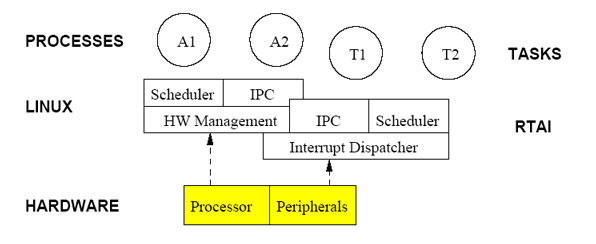 PROCESSES A1 A2 T1 T2 TASKS
Scheduler IPC
LINUX
HW Management IPC Scheduler
RTAI
Interrupt Dispatcher
HARDWARE Processor Peripherals